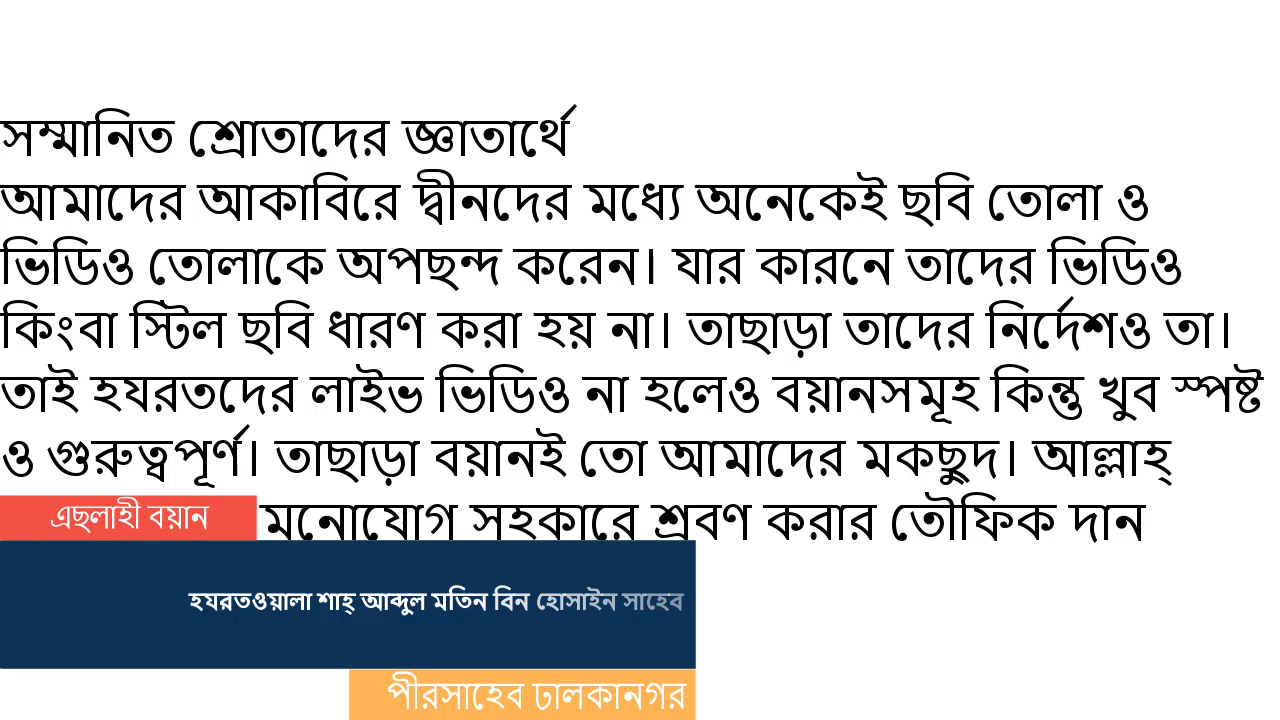 সম্মানিত শ্রোতাদের জ্ঞাতার্থে
আমাদের আকাবিরে দ্বীনদের মধ্যে অনেকেই ছবি তোলা ও
ভিডিও তোলাকে অপছন্দ করেন। যার কারনে তাদের ভিডিও
কিংবা স্টিল ছবি ধারণ করা হয় না। তাছাড়া তাদের নির্দেশও তা।
তাই হযরতদের লাইভ ভিডিও না হলেও বয়ানসমূহ কিন্তু খুব স্পষ্ট
ও গুরুত্বপূর্ণ। তাছাড়া বয়ানই তো আমাদের মকছুদ। আল্লাহ্
এছলাহী বয়ান
মনোযোগ সহকারে শ্রবণ করার তৌফিক দান
হযরতওয়ালা শাহ্ আব্দুল মতিন বিন হোসাইন সাহেব
পীরসাহেব ঢালকানগর